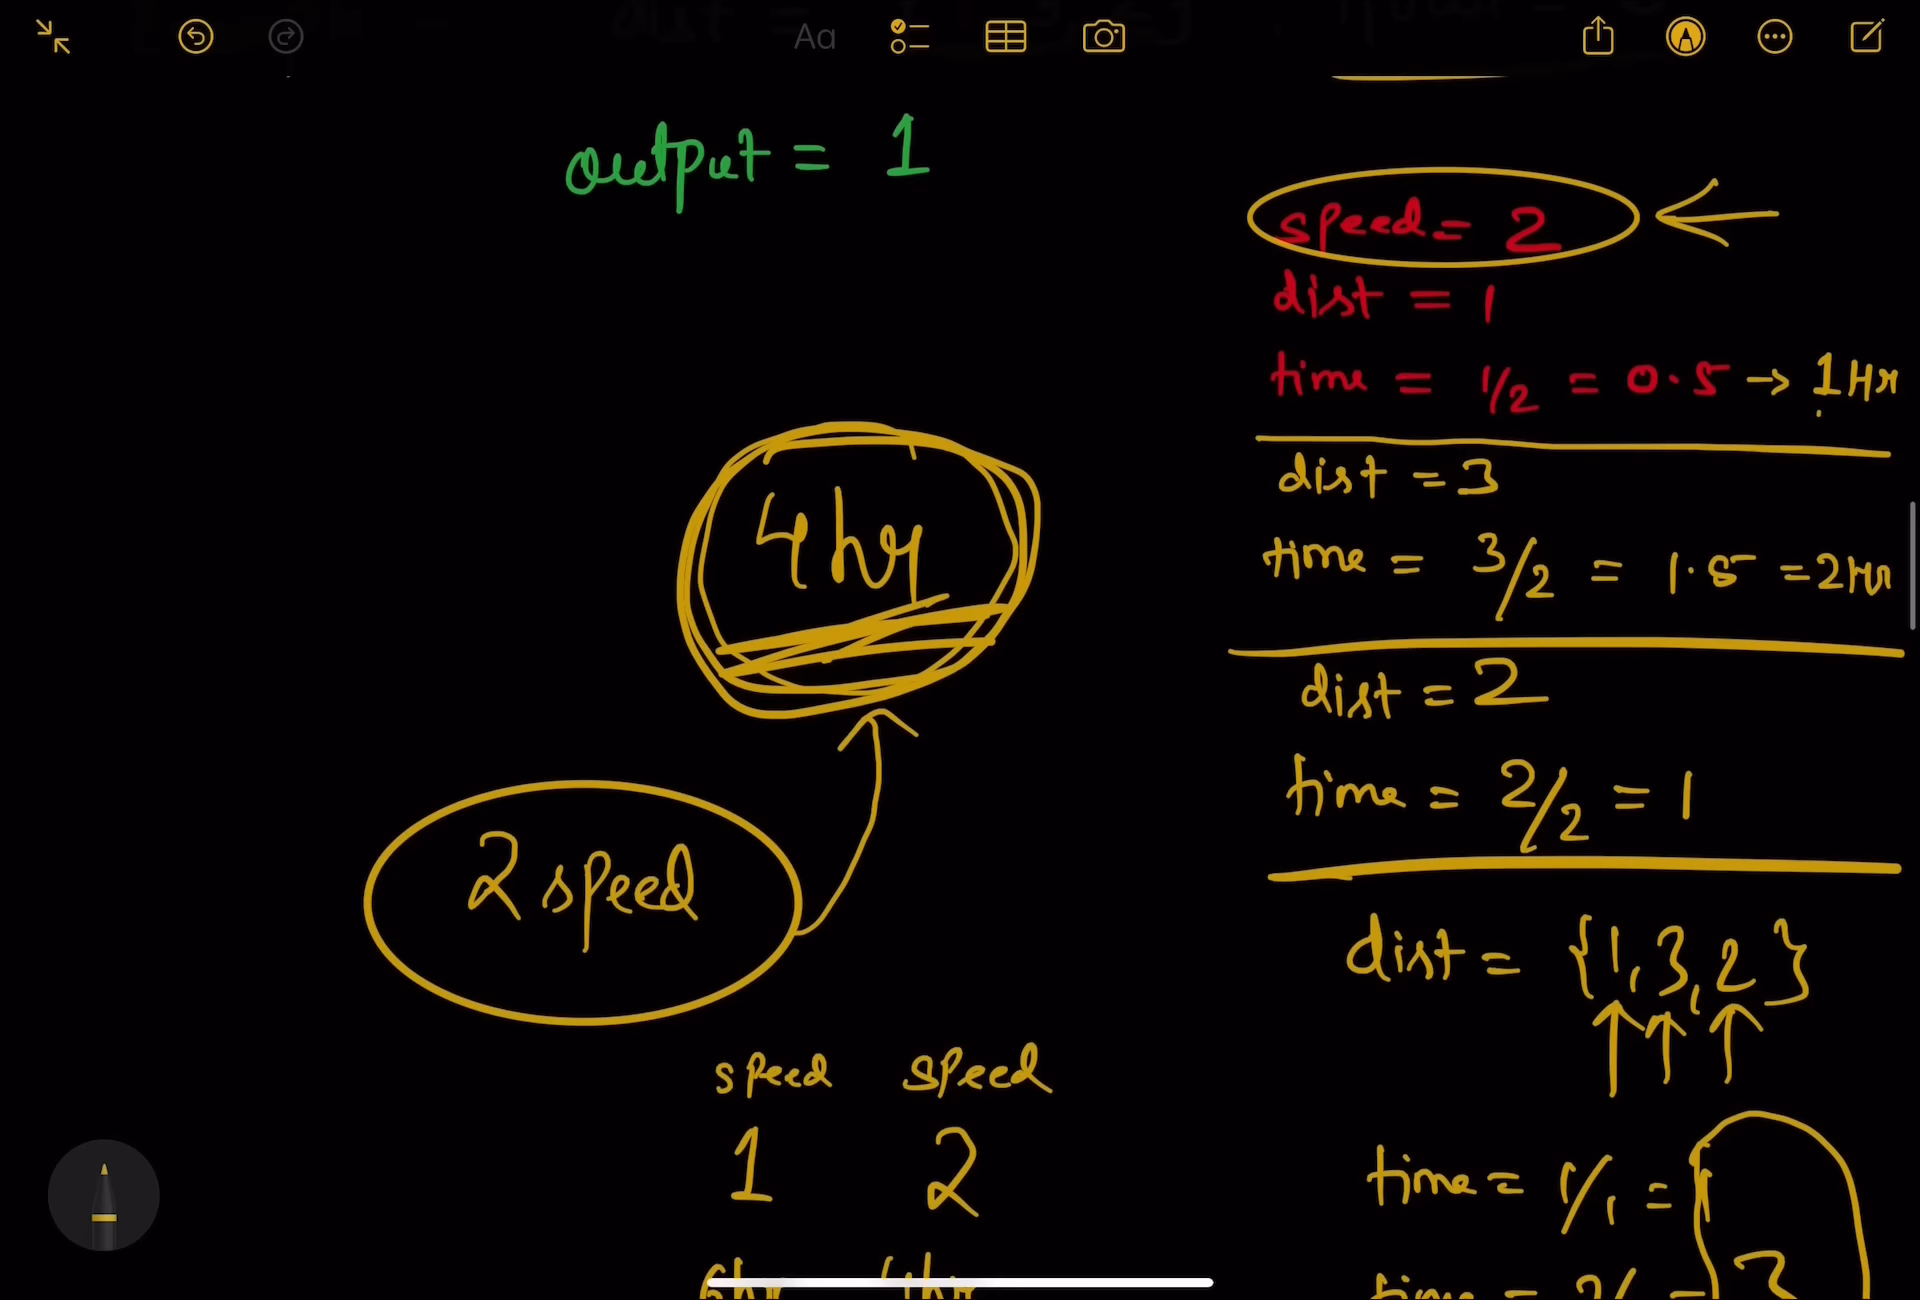 Aa
output = 1
speed = 2
dist = 1
time = 1/2 = 0.5 → 1Hr
dist = 3
time = 3/2 = 1.5 = 2Hr
4hr
dist = 2
time = 2/2 = 1
2 speed
dist = {1,3,2}
speed speed
1 2
time = 1/1 = 1
6hr 4hr